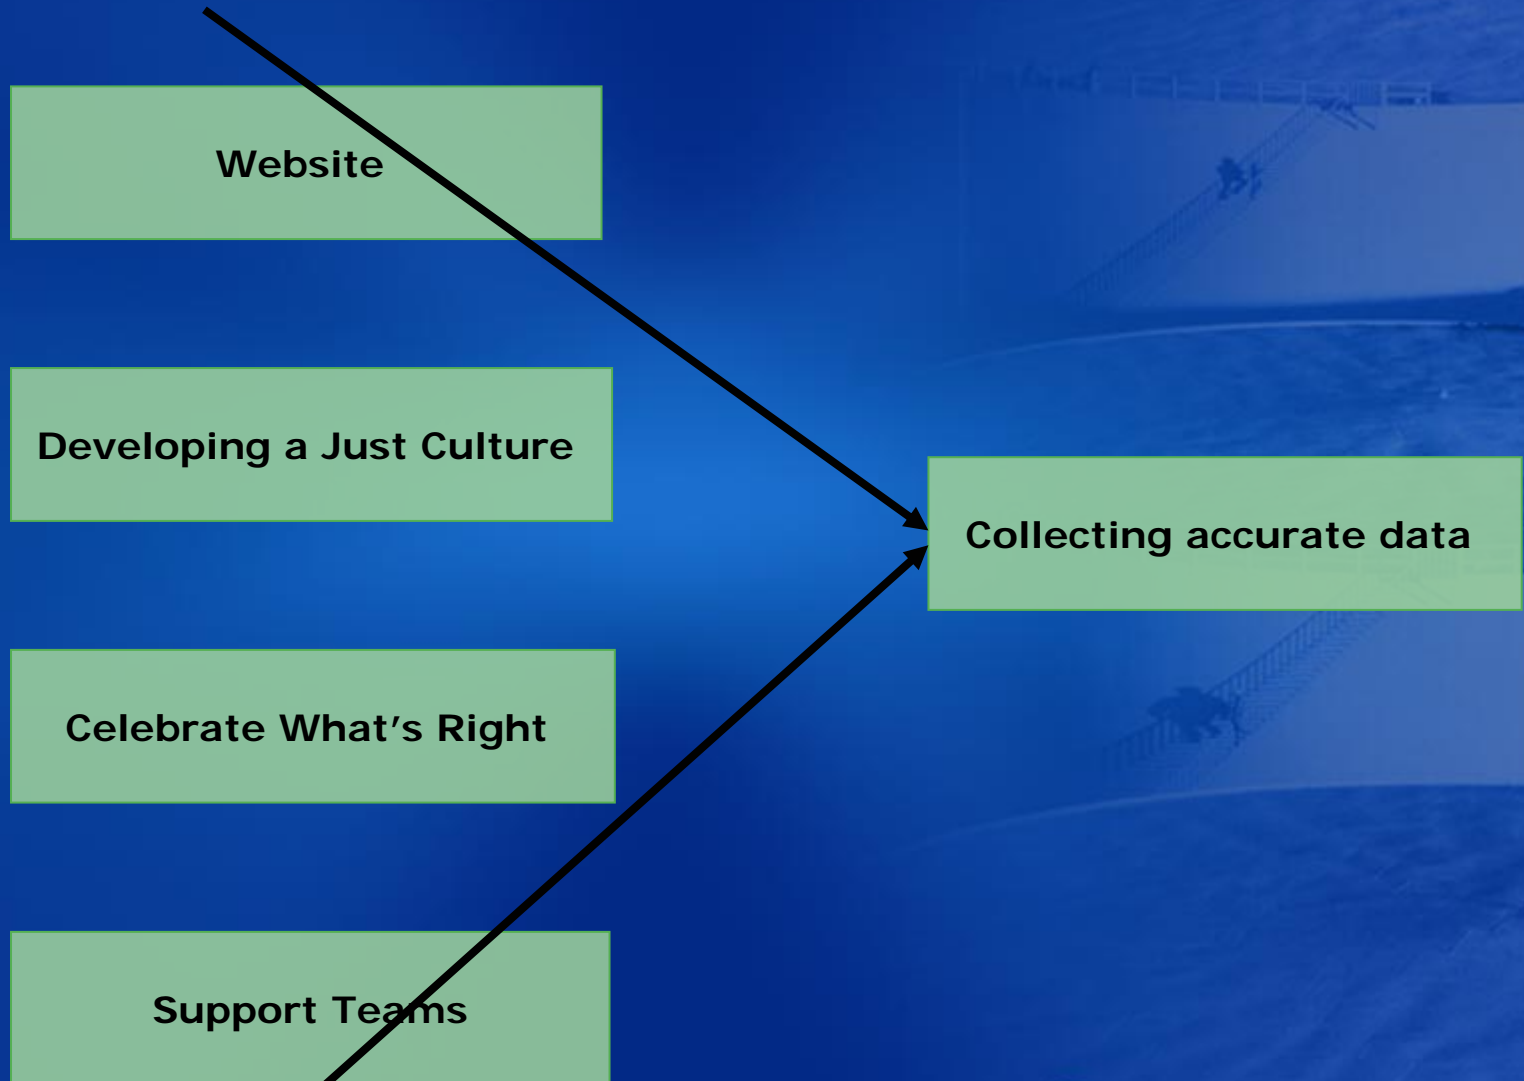 Website
Developing a Just Culture
Collecting accurate data
Celebrate What’s Right
Support Teams